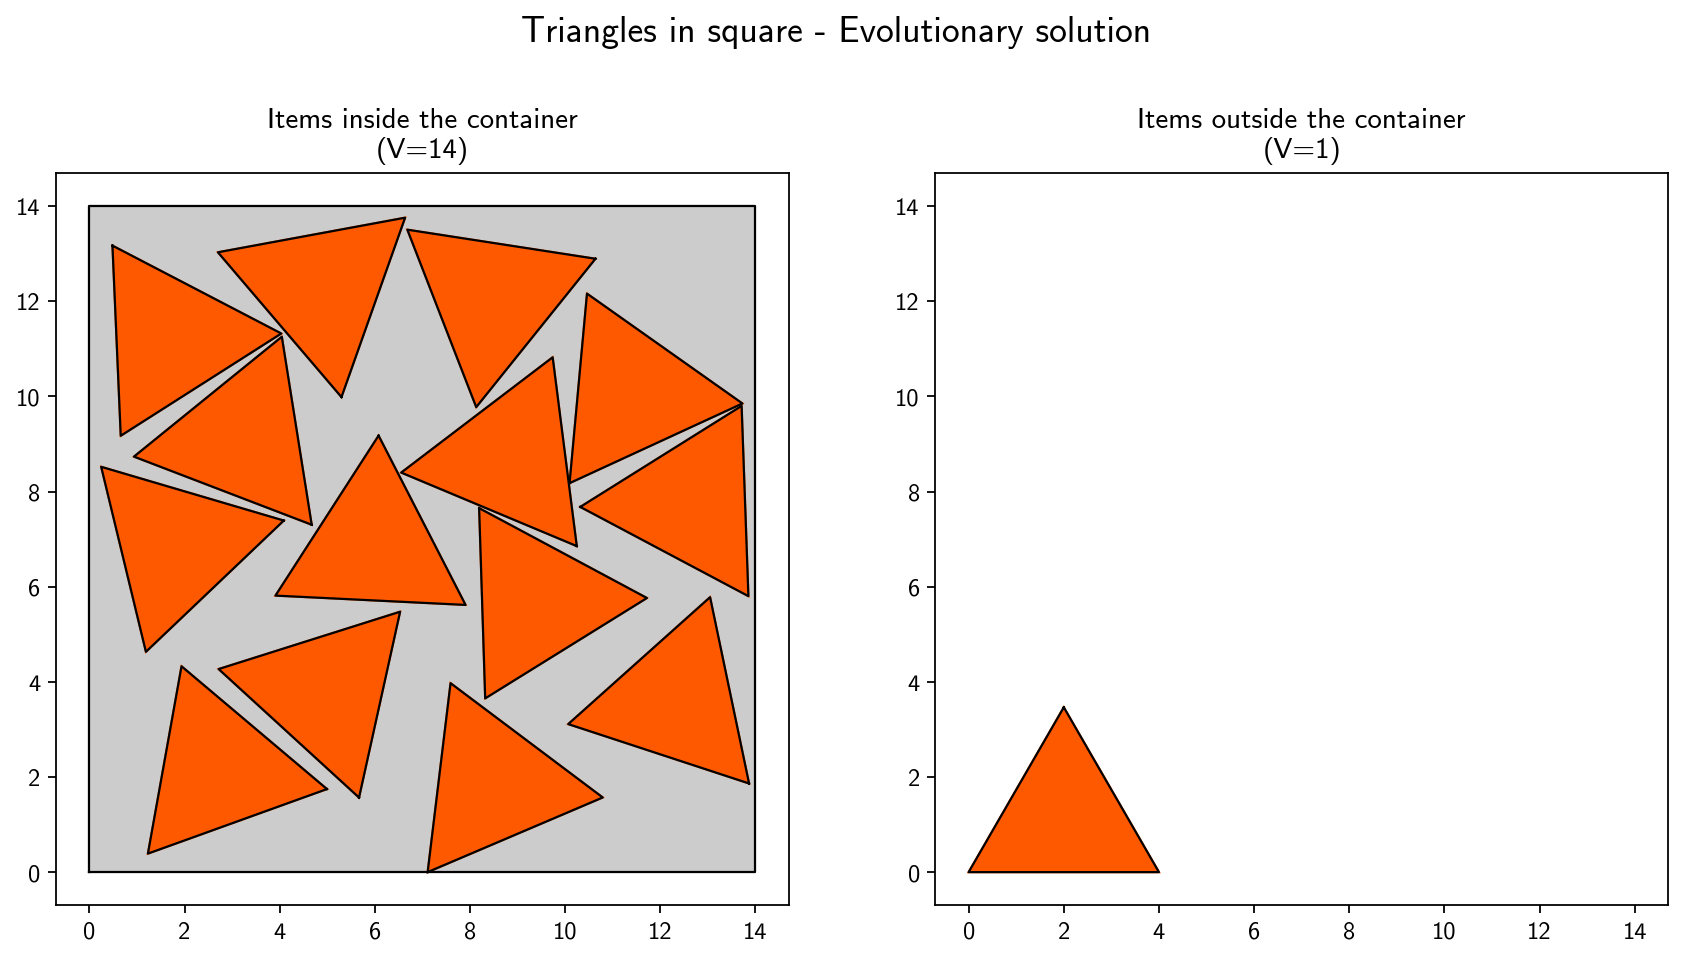 Triangles in square - Evolutionary solution
Items inside the container
(V=14)
Items outside the container
(V=1)
14
12
10
8
6
4
2
0
0 2 4 6 8 10 12 14
14
12
10
8
6
4
2
0
0 2 4 6 8 10 12 14